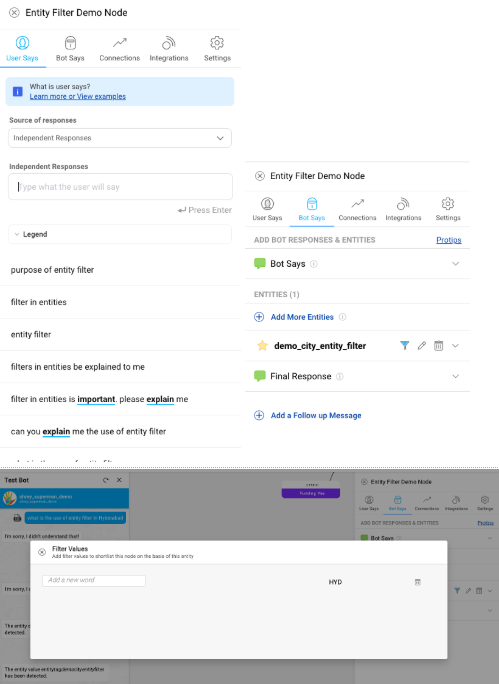 Entity Filter Demo Node
User Says
Bot Says
Connections
Integrations
Settings
What is user says?
Learn more or View examples
Source of responses
Independent Responses
Independent Responses
Type what the user will say
Press Enter
Legend
purpose of entity filter
filter in entities
entity filter
filters in entities be explained to me
filter in entities is important. please explain me
can you explain me the use of entity filter
Entity Filter Demo Node
User Says
Bot Says
Connections
Integrations
Settings
ADD BOT RESPONSES & ENTITIES
Protips
Bot Says
ENTITIES (1)
Add More Entities
demo_city_entity_filter
Final Response
Add a Follow up Message
Test Bot
what is the use of entity filter in Hyderabad
I'm sorry, I didn't understand that!
I'm sorry, I
The entity
detected.
The entity value
has been detected.
Entity Filter Demo Node
User Says
Bot Says
Connections
Integrations
Settings
ADD BOT RESPONSES & ENTITIES
Protips
Bot Says
Filter Values
Add filter values to shortlist this node on the basis of this entity
Add a new word
HYD